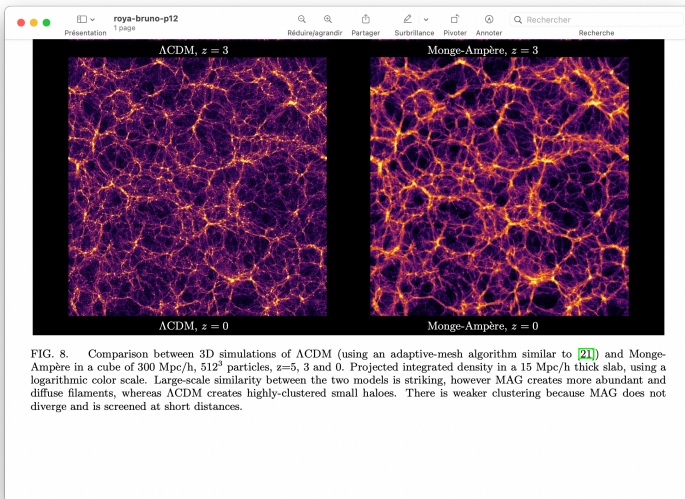 roya-bruno-p12
1 page
Présentation
Réduire/agrandir
Partager
Surbrillance
Pivoter
Annoter
Rechercher
Recherche
ΛCDM, z = 3
Monge-Ampère, z = 3
ΛCDM, z = 0
Monge-Ampère, z = 0
FIG. 8. Comparison between 3D simulations of ΛCDM (using an adaptive-mesh algorithm similar to [21]) and Monge-
Ampère in a cube of 300 Mpc/h, 512³ particles, z=5, 3 and 0. Projected integrated density in a 15 Mpc/h thick slab, using a
logarithmic color scale. Large-scale similarity between the two models is striking, however MAG creates more abundant and
diffuse filaments, whereas ΛCDM creates highly-clustered small haloes. There is weaker clustering because MAG does not
diverge and is screened at short distances.